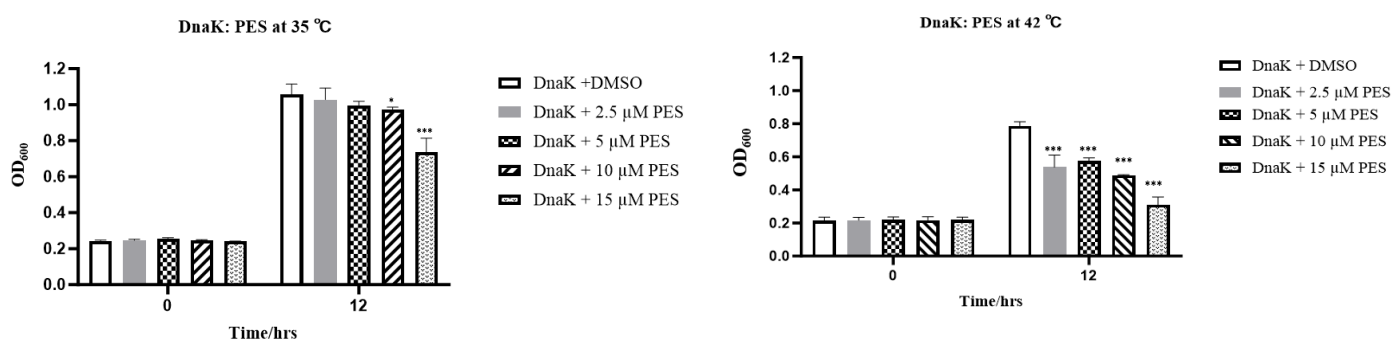 DnaK: PES at 35 ℃
1.2
1.0
0.8
0.6
0.4
0.2
0.0
OD600
*
***
0
12
Time/hrs
DnaK +DMSO
DnaK + 2.5 µM PES
DnaK + 5 µM PES
DnaK + 10 µM PES
DnaK + 15 µM PES
DnaK: PES at 42 ℃
1.2
1.0
0.8
0.6
0.4
0.2
0.0
OD600
***
***
***
***
0
12
Time/hrs
DnaK + DMSO
DnaK + 2.5 µM PES
DnaK + 5 µM PES
DnaK + 10 µM PES
DnaK + 15 µM PES